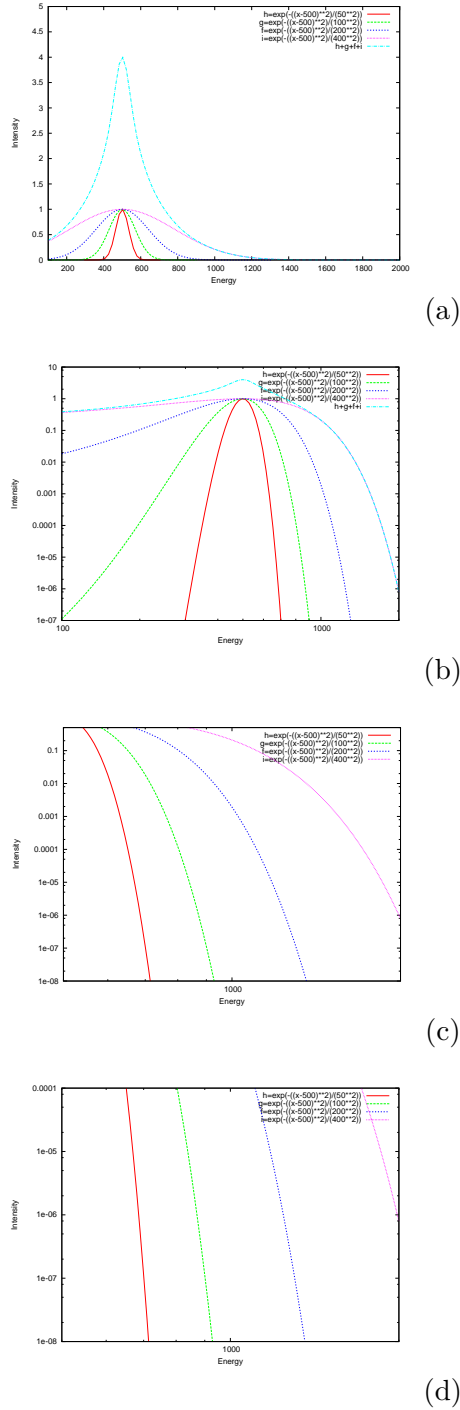 5
4.5
4
3.5
3
2.5
2
1.5
1
0.5
0
200 400 600 800 1000 1200 1400 1600 1800 2000
Intensity
Energy
h=exp(-((x-500)**2)/(50**2))
g=exp(-((x-500)**2)/(100**2))
f=exp(-((x-500)**2)/(200**2))
i=exp(-((x-500)**2)/(400**2))
h+g+f+i
(a)
10
1
0.1
0.01
0.001
0.0001
1e-05
1e-06
1e-07
100 1000
Intensity
Energy
h=exp(-((x-500)**2)/(50**2))
g=exp(-((x-500)**2)/(100**2))
f=exp(-((x-500)**2)/(200**2))
i=exp(-((x-500)**2)/(400**2))
h+g+f+i
(b)
0.1
0.01
0.001
0.0001
1e-05
1e-06
1e-07
1e-08
1000
Intensity
Energy
h=exp(-((x-500)**2)/(50**2))
g=exp(-((x-500)**2)/(100**2))
f=exp(-((x-500)**2)/(200**2))
i=exp(-((x-500)**2)/(400**2))
(c)
0.0001
1e-05
1e-06
1e-07
1e-08
1000
Intensity
Energy
h=exp(-((x-500)**2)/(50**2))
g=exp(-((x-500)**2)/(100**2))
f=exp(-((x-500)**2)/(200**2))
i=exp(-((x-500)**2)/(400**2))
(d)